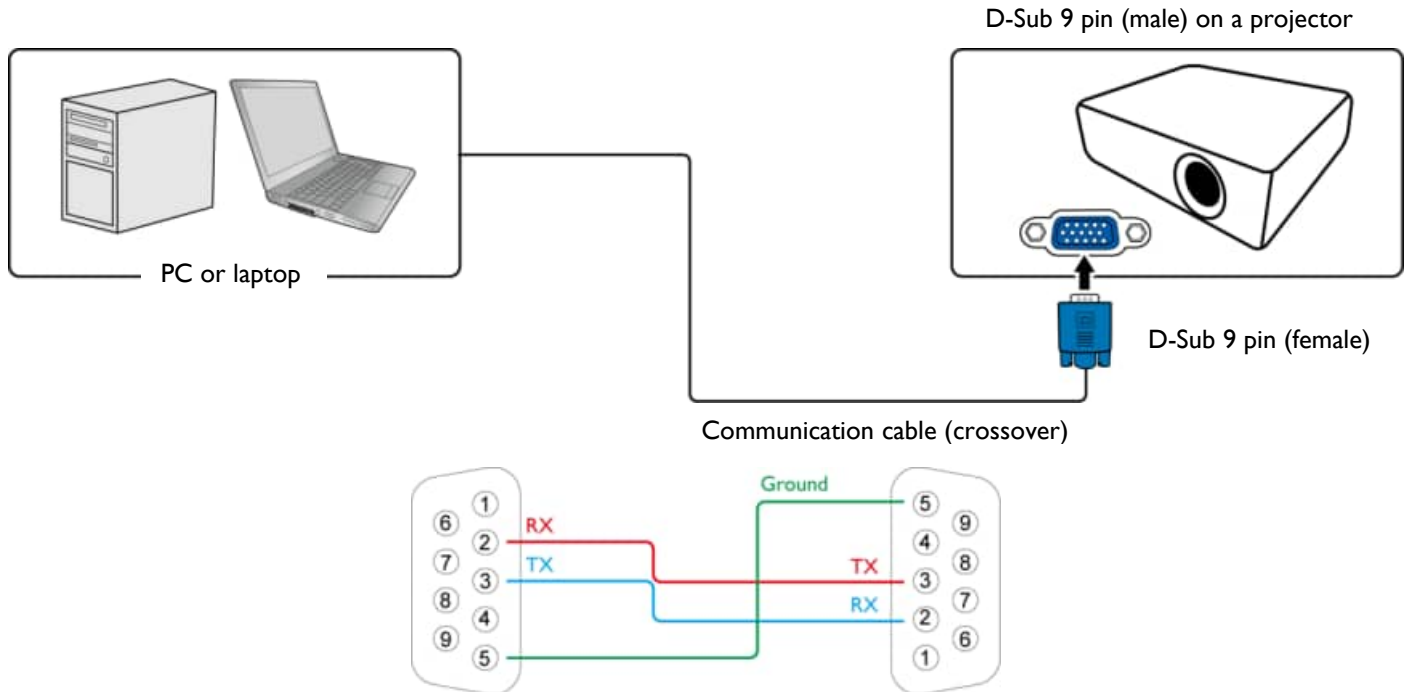 D-Sub 9 pin (male) on a projector
PC or laptop
D-Sub 9 pin (female)
Communication cable (crossover)
1
6
2
7
3
8
4
9
5
RX
TX
Ground
TX
RX
5
9
4
8
3
7
2
6
1